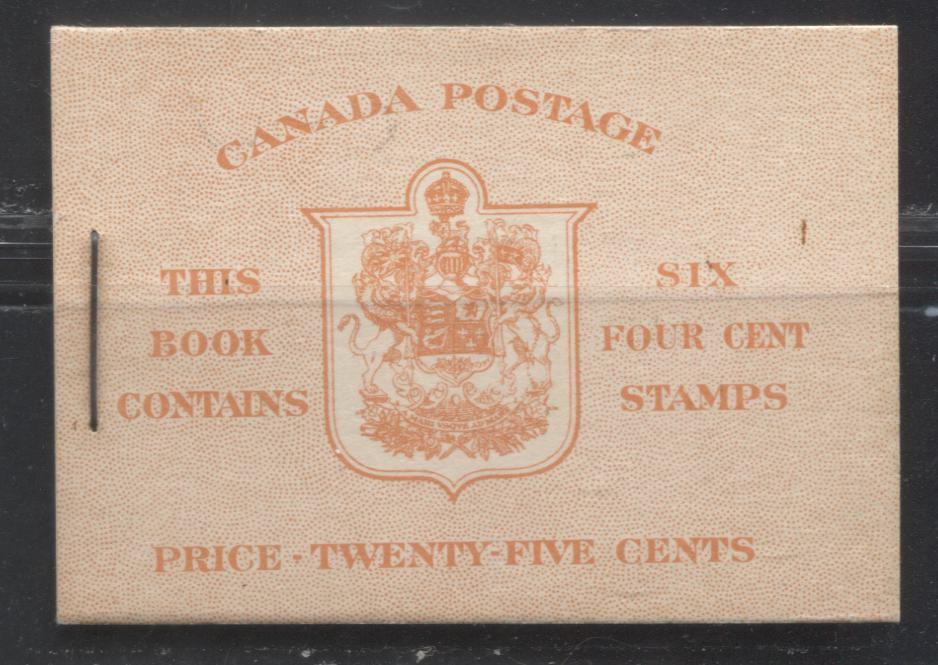 CANADA POSTAGE
THIS
BOOK
CONTAINS
SIX
FOUR CENT
STAMPS
PRICE - TWENTY-FIVE CENTS